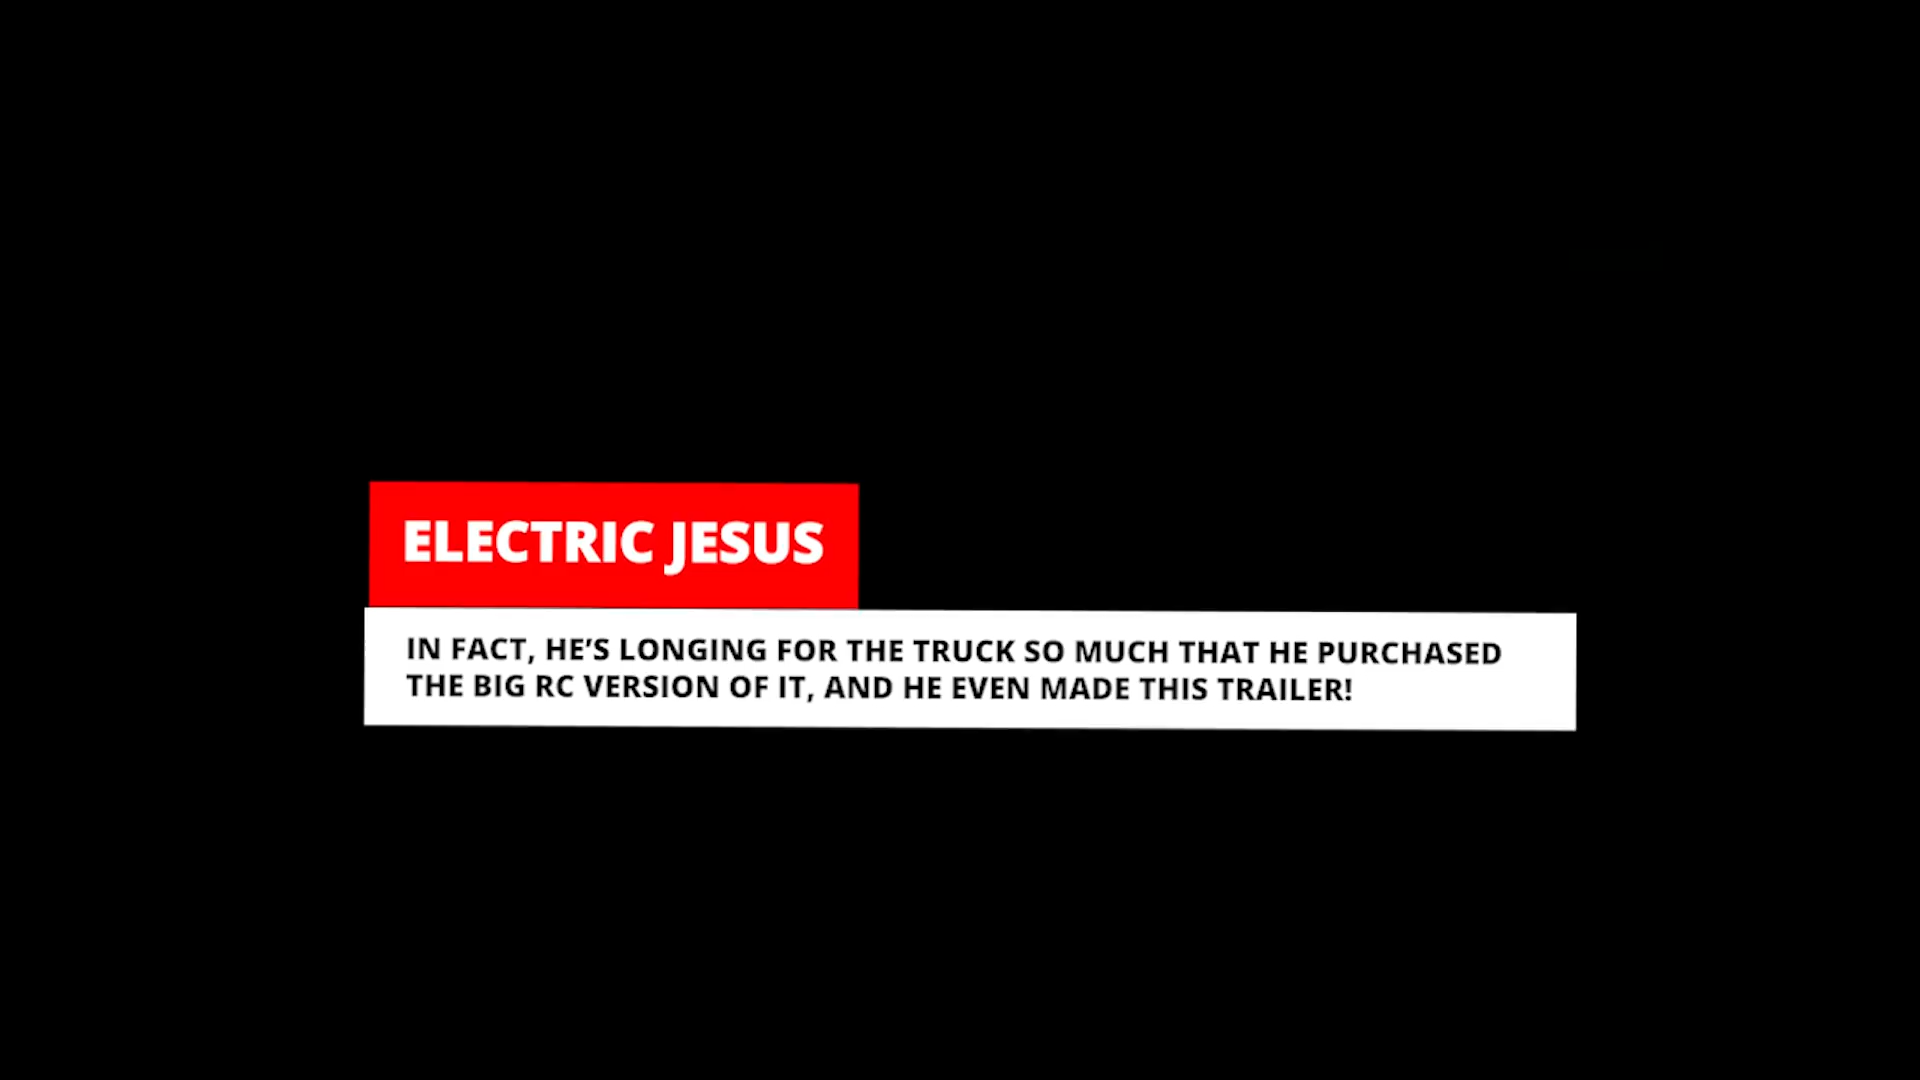 ELECTRIC JESUS
IN FACT, HE’S LONGING FOR THE TRUCK SO MUCH THAT HE PURCHASED
THE BIG RC VERSION OF IT, AND HE EVEN MADE THIS TRAILER!